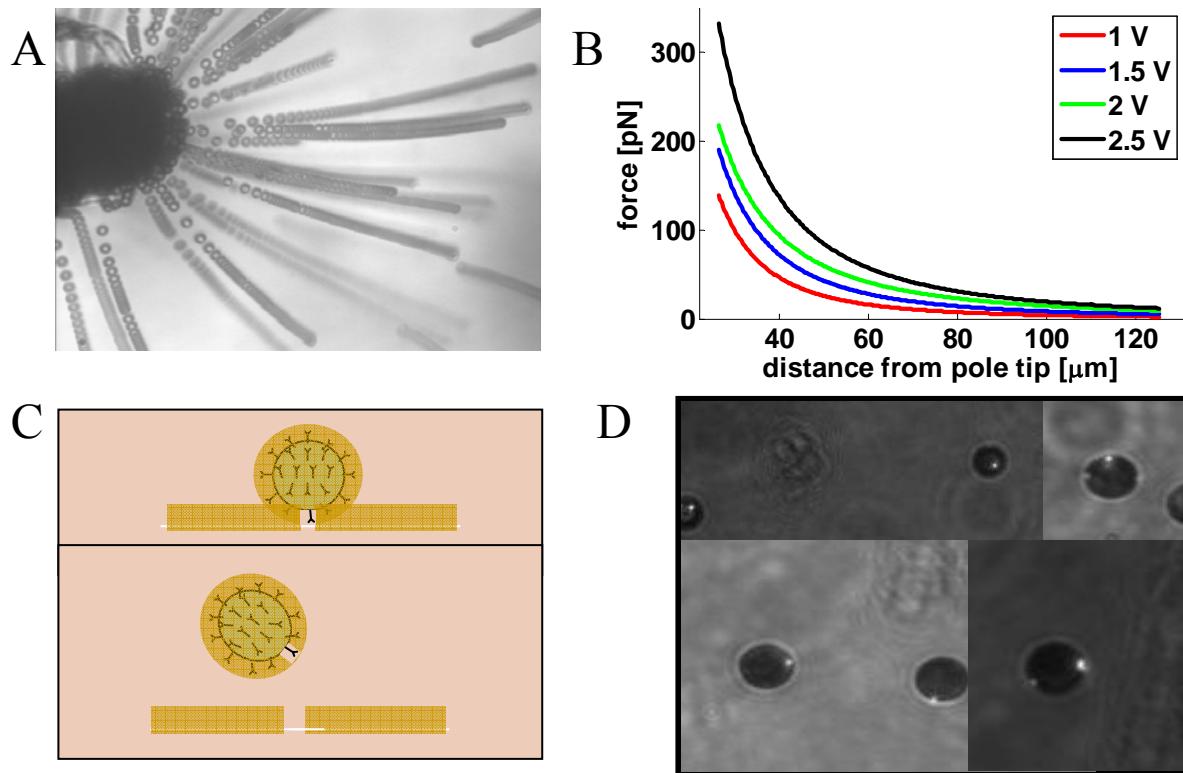 A
B
1 V
1.5 V
2 V
2.5 V
force [pN]
300
200
100
0
40 60 80 100 120
distance from pole tip [μm]
C
D